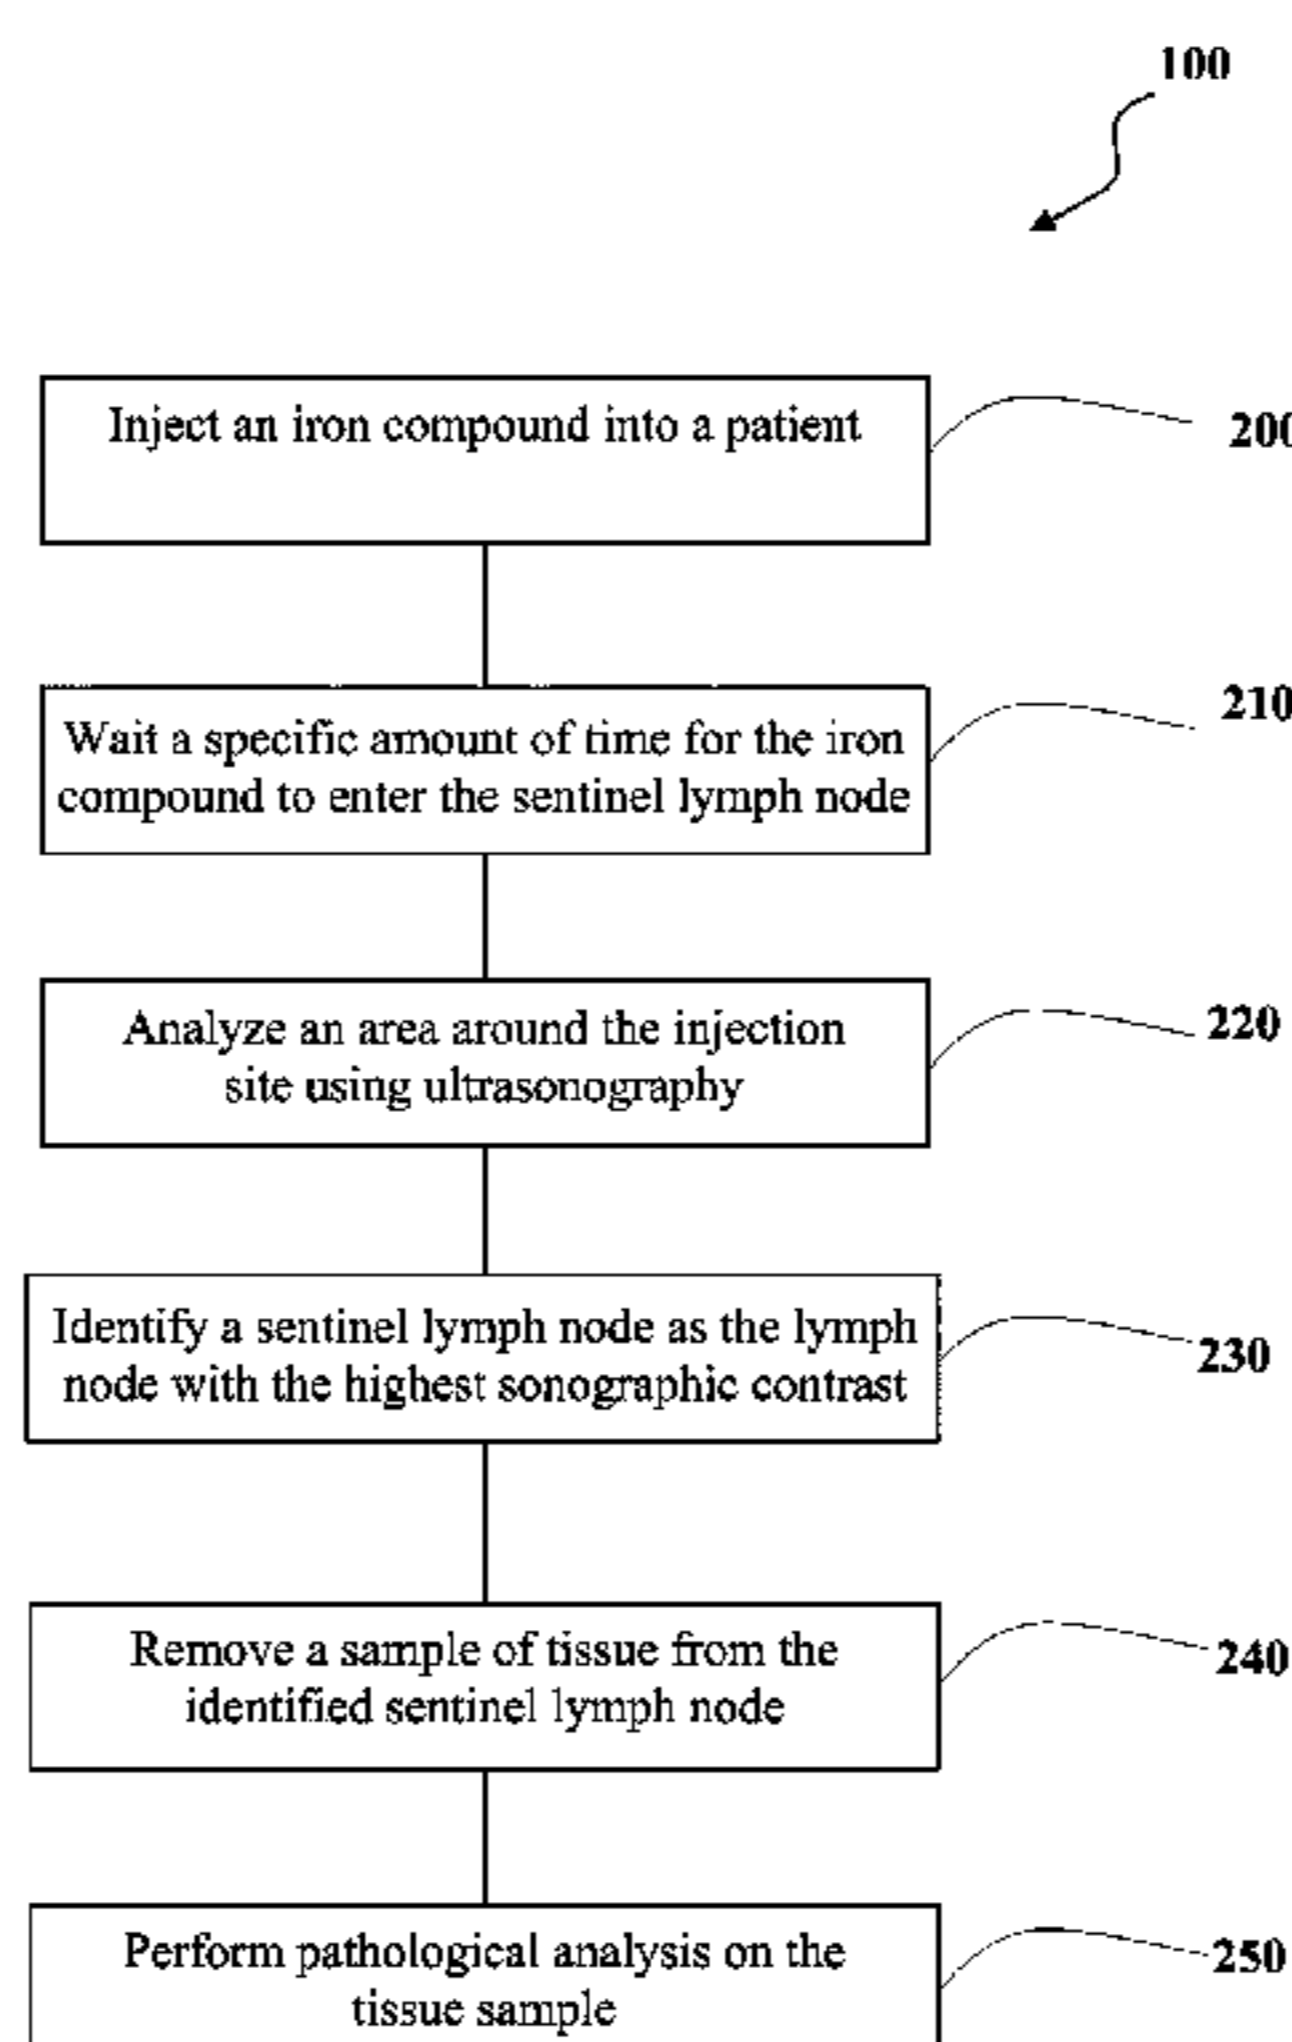 100
Inject an iron compound into a patient
200
Wait a specific amount of time for the iron
compound to enter the sentinel lymph node
210
Analyze an area around the injection
site using ultrasonography
220
Identify a sentinel lymph node as the lymph
node with the highest sonographic contrast
230
Remove a sample of tissue from the
identified sentinel lymph node
240
Perform pathological analysis on the
tissue sample
250